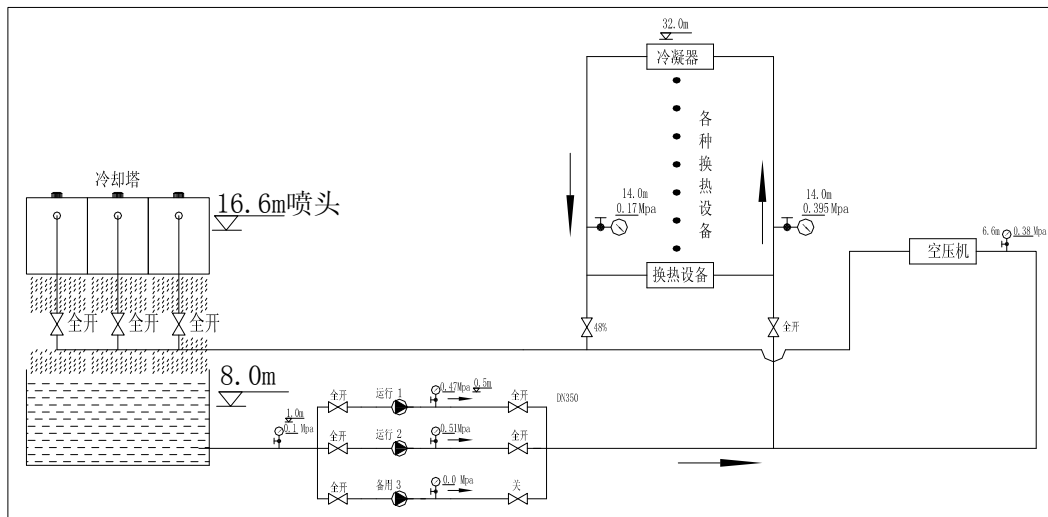 32.0m
冷凝器
各种换热设备
冷却塔
16.6m喷头
14.0m
0.17Mpa
14.0m
0.395Mpa
6.6m 0.38 Mpa
空压机
换热设备
全开
全开
全开
48%
全开
8.0m
全开
运行 1
0.47Mpa
0.5m
全开
DN350
1.0m
0.1 Mpa
全开
运行 2
0.51Mpa
全开
全开
备用 3
0.0 Mpa
关